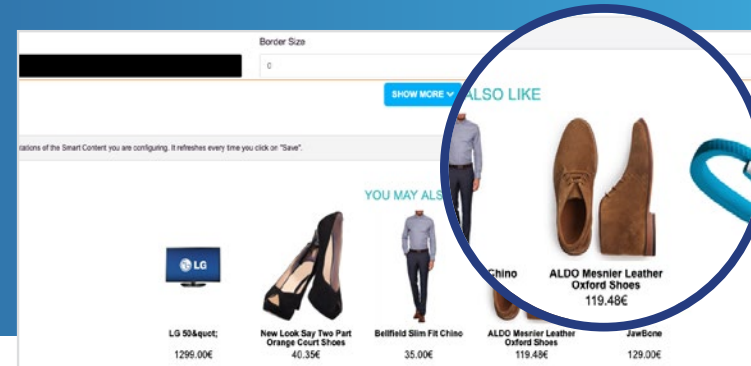 Border Size
0
SHOW MORE
ALSO LIKE
tations of the Smart Content you are configuring. It refreshes every time you click on "Save".
YOU MAY ALS
LG
Chino
ALDO Mesnier Leather
Oxford Shoes
119.48€
LG 50&quot;
1299.00€
New Look Say Two Part
Orange Court Shoes
40.35€
Bellfield Slim Fit Chino
35.00€
ALDO Mesnier Leather
Oxford Shoes
119.48€
JawBone
129.00€